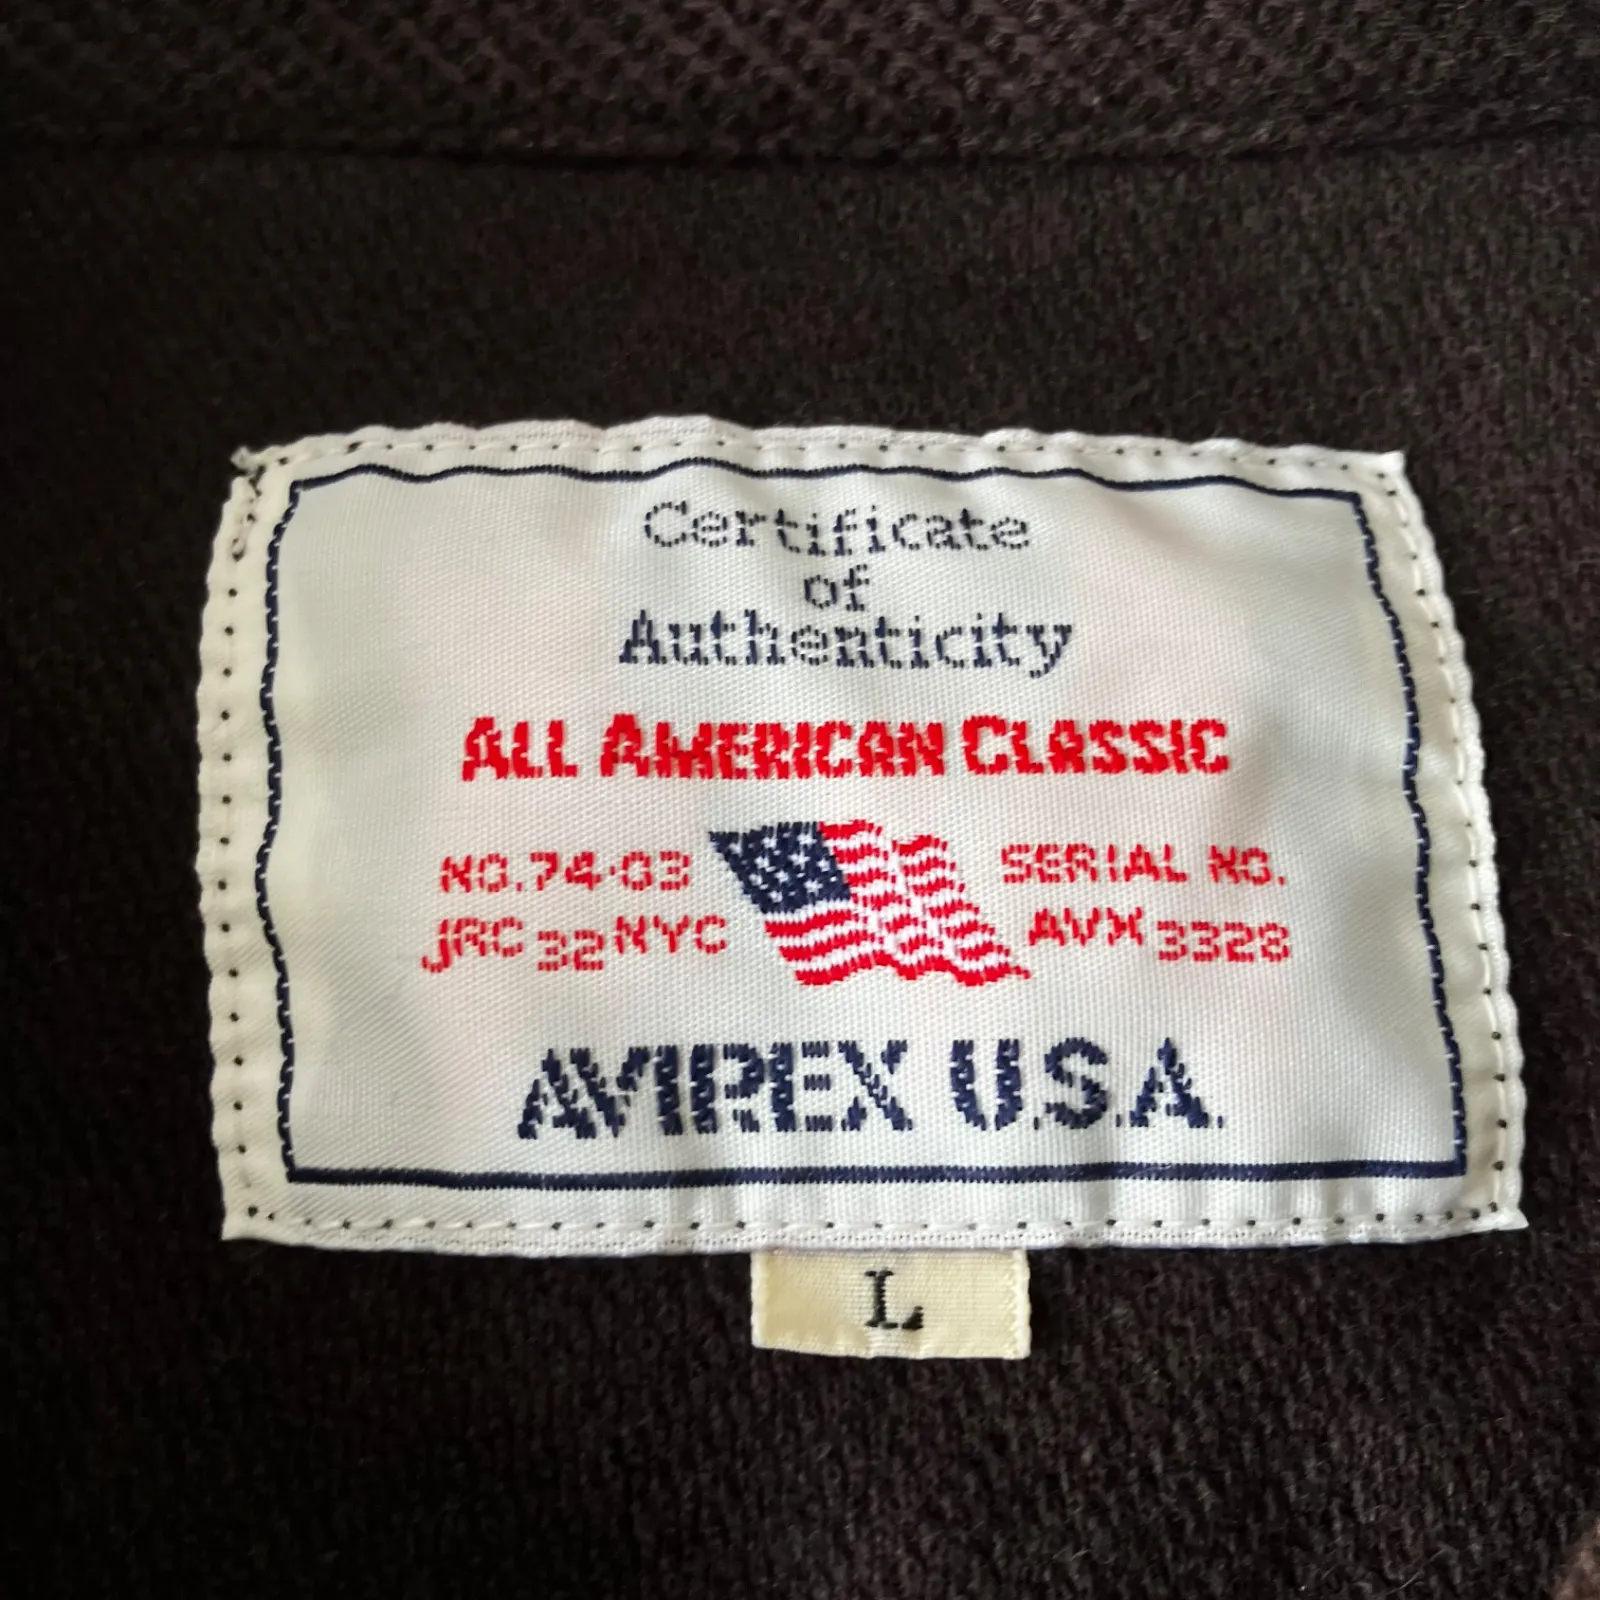 Certificate
of
Authenticity
ALL AMERICAN CLASSIC
NO.74-03 SERIAL NO.
JRC 32 NYC AVX 3328
AVIREX U.S.A.
L